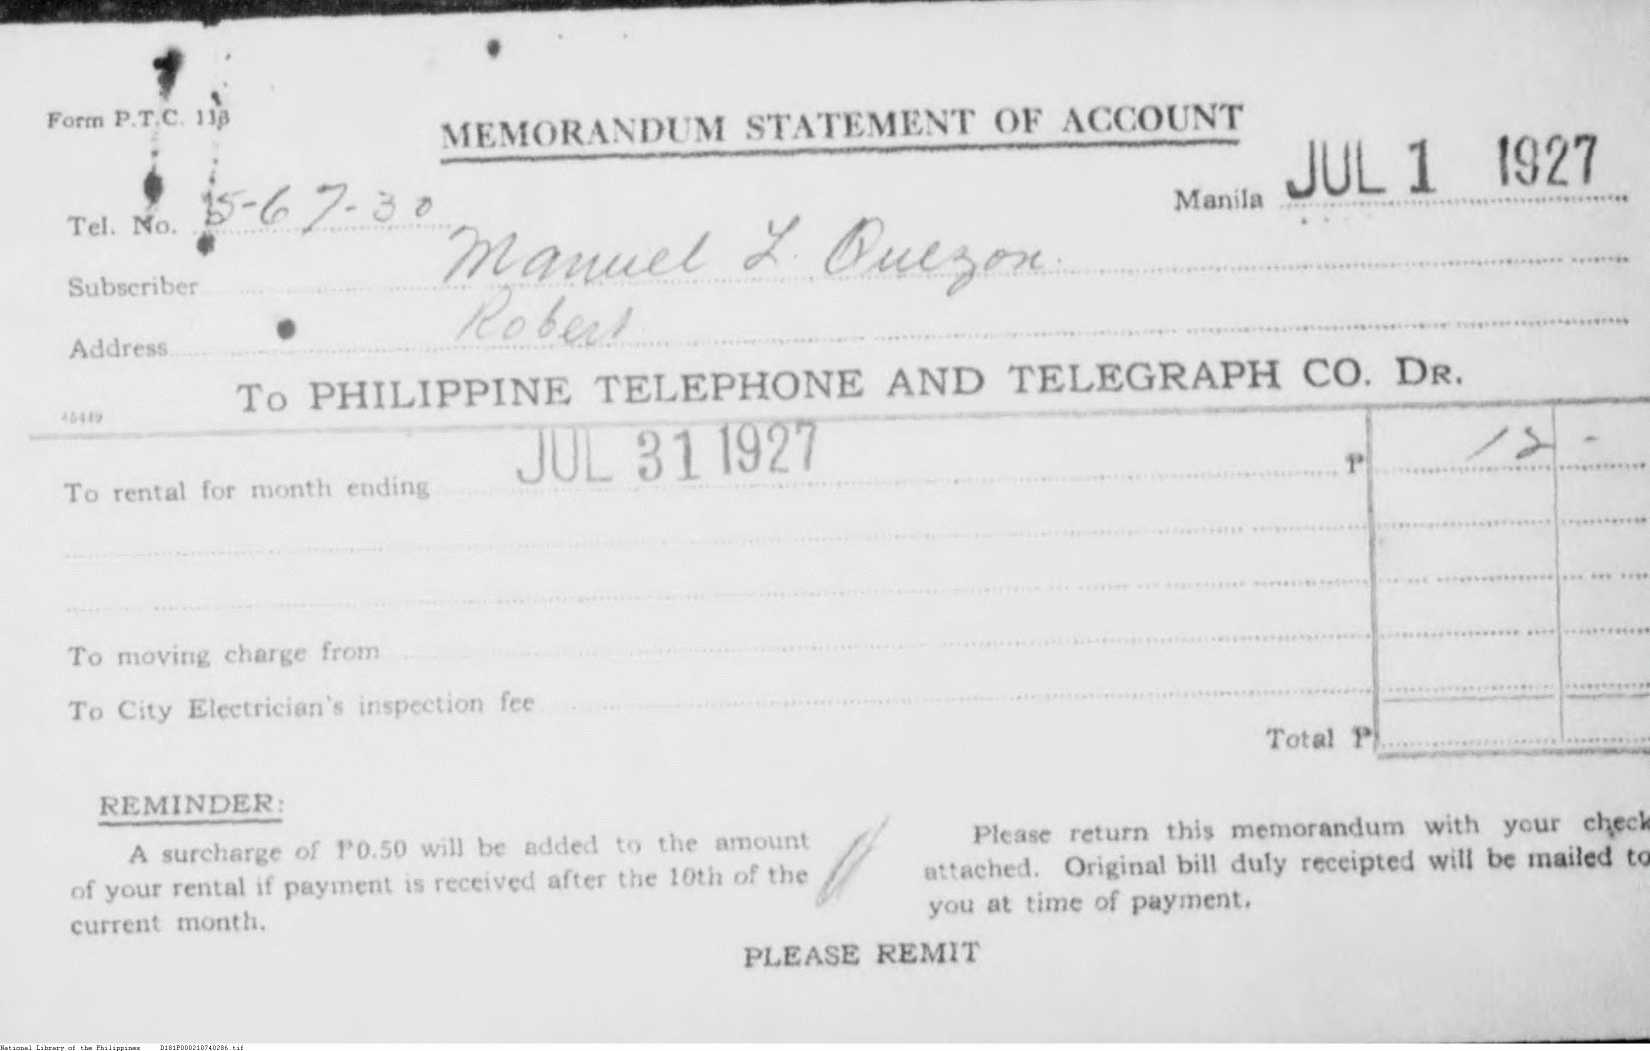 Form P.T.C. 113
MEMORANDUM STATEMENT OF ACCOUNT
Manila JUL 1 1927
Tel. No. 5-67-30
Subscriber Manuel L. Quezon
Address Robert
To PHILIPPINE TELEPHONE AND TELEGRAPH CO. DR.
45449
To rental for month ending JUL 31 1927 ₱ 12 -
To moving charge from
To City Electrician's inspection fee
Total ₱
REMINDER:
A surcharge of ₱0.50 will be added to the amount
of your rental if payment is received after the 10th of the
current month.
Please return this memorandum with your check
attached. Original bill duly receipted will be mailed to
you at time of payment.
PLEASE REMIT
National Library of the Philippines D181P000210740286.tif